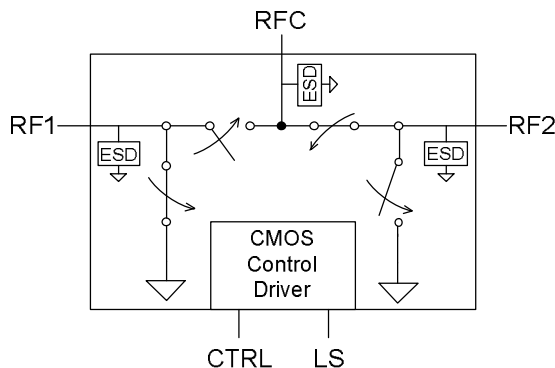 RFC
ESD
RF1
RF2
ESD
ESD
CMOS
Control
Driver
CTRL
LS